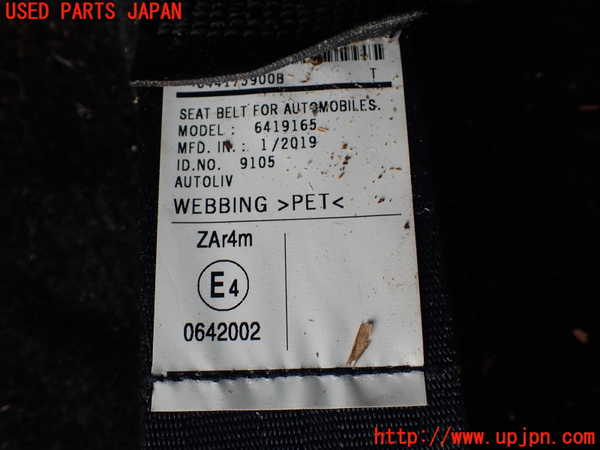 USED PARTS JAPAN
T
SEAT BELT FOR AUTOMOBILES.
MODEL : 6419165
MFD. IN. : 1/2019
ID.NO. 9105
AUTOLIV
WEBBING >PET<
ZAr4m
E4
0642002
http://www.upjpn.com/